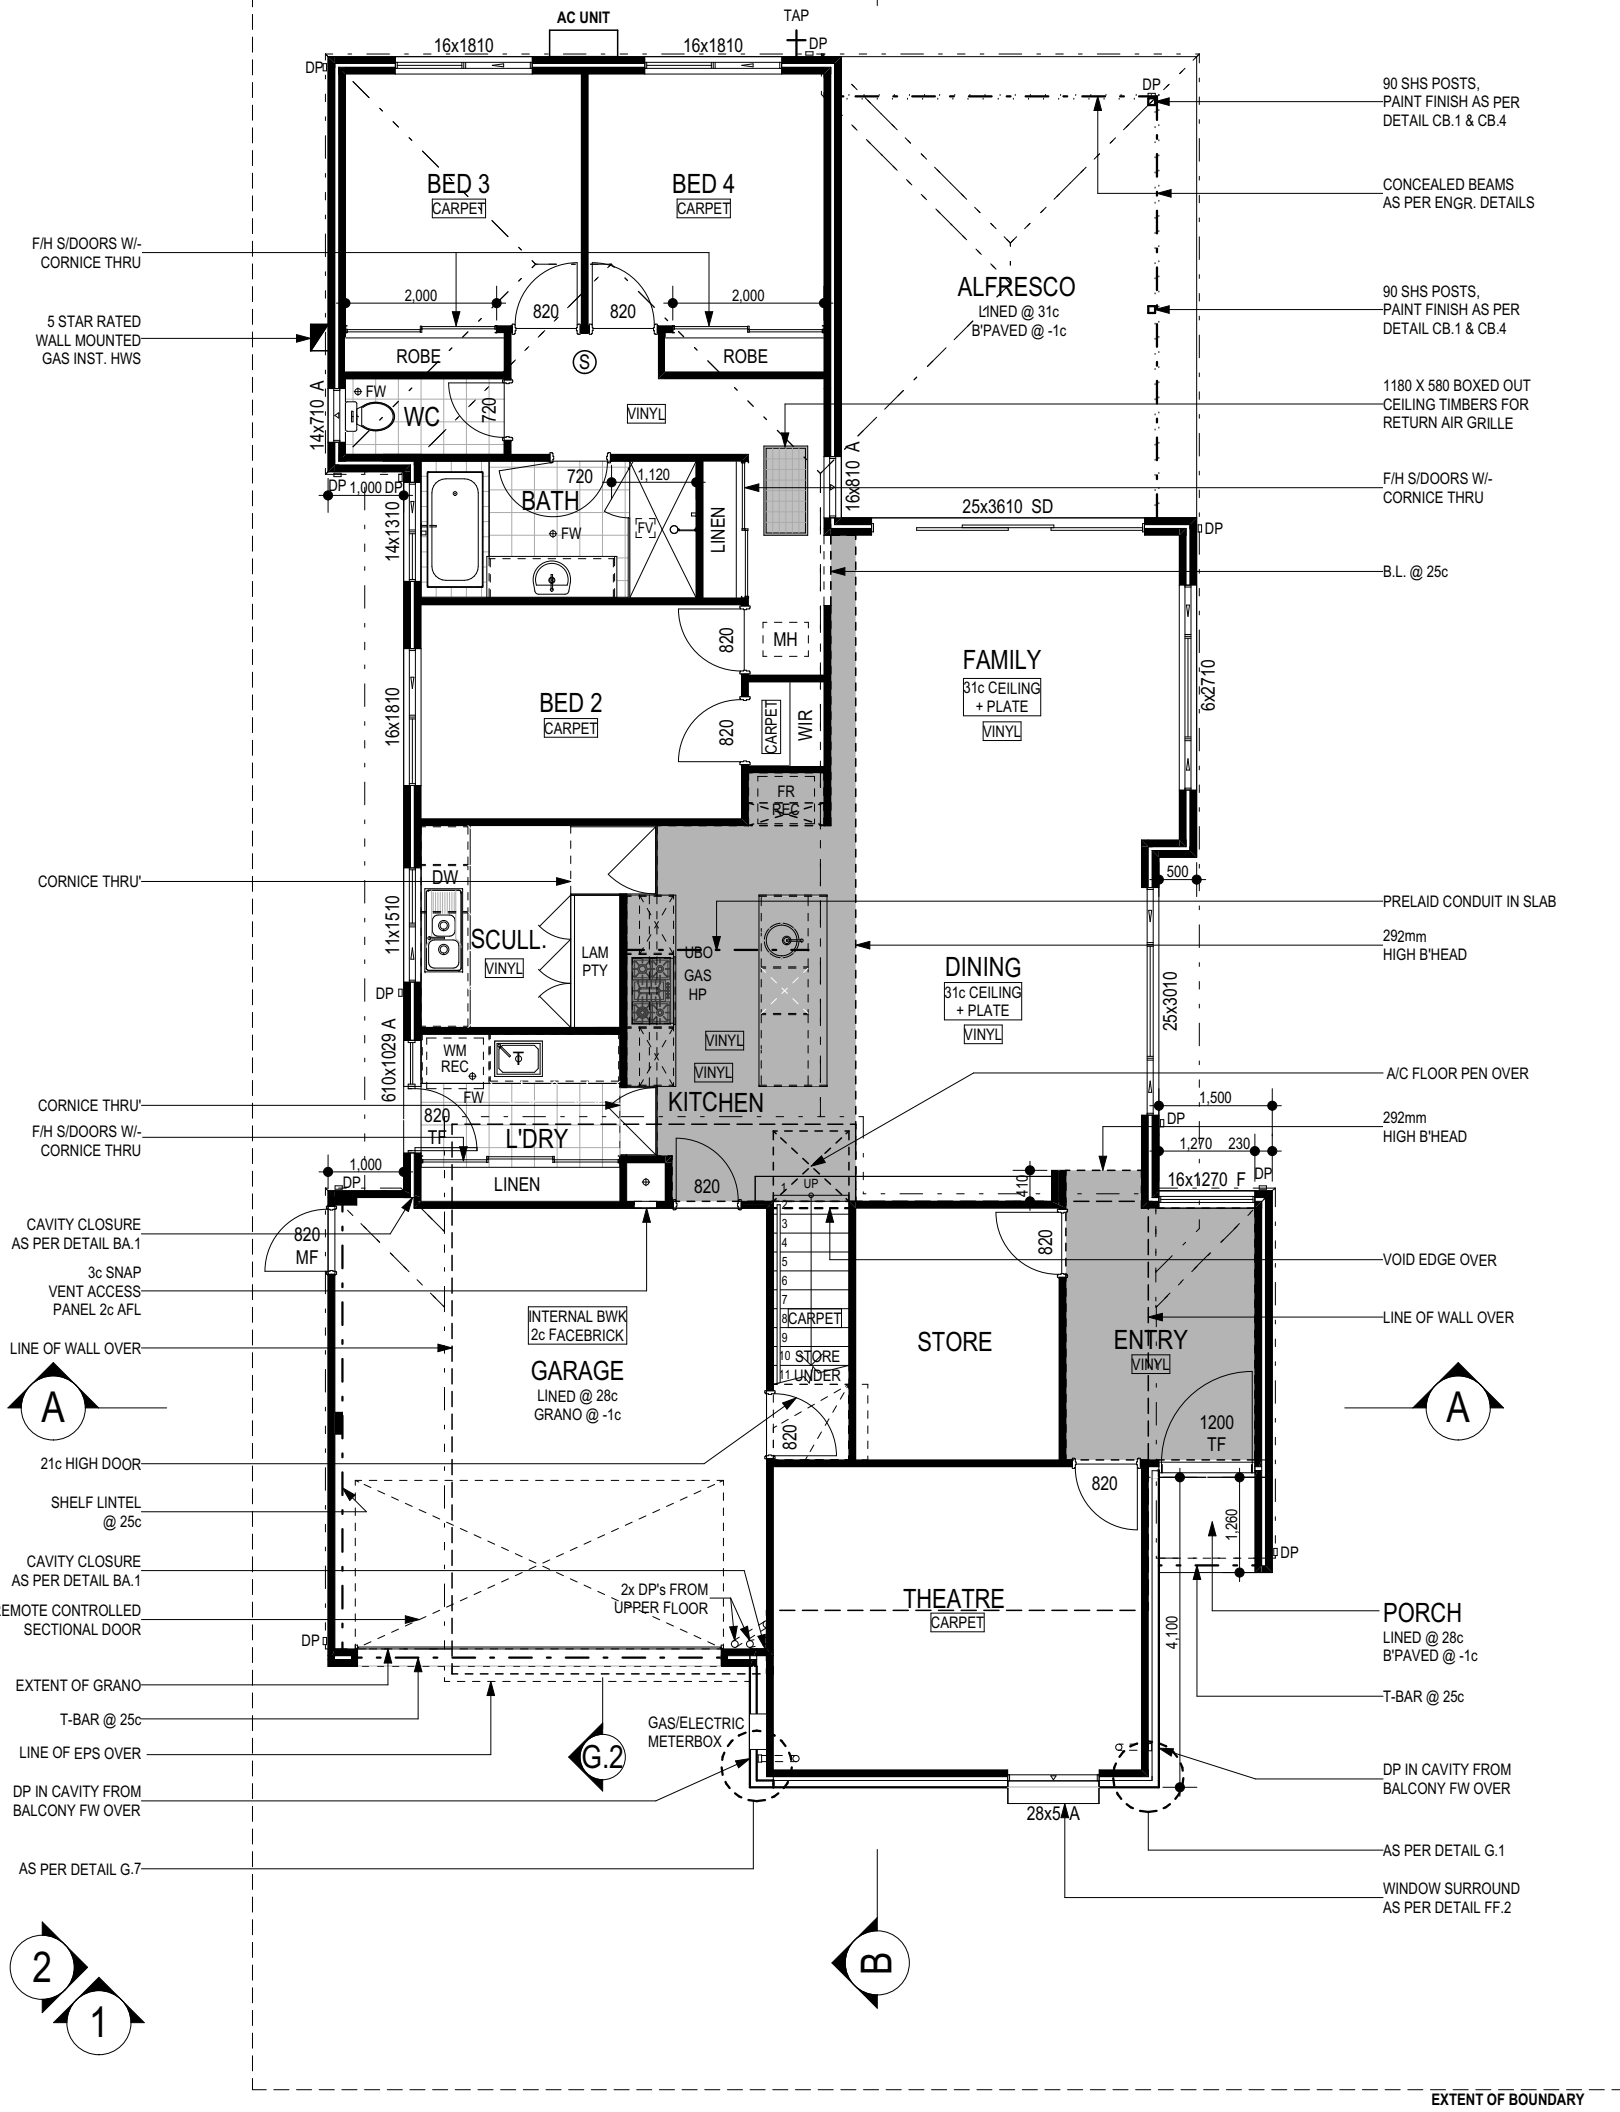 AC UNIT
TAP
16x1810
16x1810
DP
DP
DP
90 SHS POSTS,
PAINT FINISH AS PER
DETAIL CB.1 & CB.4
BED 3
CARPET
BED 4
CARPET
CONCEALED BEAMS
AS PER ENGR. DETAILS
F/H S/DOORS W/-
CORNICE THRU
2,000
820
820
2,000
ALFRESCO
LINED @ 31c
B'PAVED @ -1c
90 SHS POSTS,
PAINT FINISH AS PER
DETAIL CB.1 & CB.4
5 STAR RATED
WALL MOUNTED
GAS INST. HWS
ROBE
S
ROBE
14x710 A
FW
WC
720
VINYL
1180 X 580 BOXED OUT
CEILING TIMBERS FOR
RETURN AIR GRILLE
DP
1,000
DP
14x1310
BATH
720
1,120
FW
FV
LINEN
16x810 A
25x3610 SD
DP
F/H S/DOORS W/-
CORNICE THRU
B.L. @ 25c
820
MH
FAMILY
31c CEILING
+ PLATE
VINYL
6x2710
16x1810
BED 2
CARPET
820
CARPET
WIR
FR
REC
500
CORNICE THRU'
DW
11x1510
SCULL.
VINYL
LAM
PTY
UBO
GAS
HP
DINING
31c CEILING
+ PLATE
VINYL
25x3010
PRELAID CONDUIT IN SLAB
292mm
HIGH B'HEAD
DP
610x1029 A
WM
REC
FW
VINYL
VINYL
KITCHEN
A/C FLOOR PEN OVER
CORNICE THRU'
F/H S/DOORS W/-
CORNICE THRU
820
TF
L'DRY
LINEN
1,500
DP
1,270
230
DP
292mm
HIGH B'HEAD
1,000
DP
820
UP
410
16x1270 F
CAVITY CLOSURE
AS PER DETAIL BA.1
820
MF
2
3
4
5
6
7
8
9
10
11
CARPET
STORE
UNDER
820
VOID EDGE OVER
3c SNAP
VENT ACCESS
PANEL 2c AFL
INTERNAL BWK
2c FACEBRICK
LINE OF WALL OVER
GARAGE
LINED @ 28c
GRANO @ -1c
STORE
ENTRY
VINYL
LINE OF WALL OVER
A
A
820
1200
TF
21c HIGH DOOR
SHELF LINTEL
@ 25c
820
1,260
DP
CAVITY CLOSURE
AS PER DETAIL BA.1
2x DP's FROM
UPPER FLOOR
THEATRE
CARPET
4,100
PORCH
LINED @ 28c
B'PAVED @ -1c
EMOTE CONTROLLED
SECTIONAL DOOR
DP
EXTENT OF GRANO
T-BAR @ 25c
T-BAR @ 25c
LINE OF EPS OVER
GAS/ELECTRIC
METERBOX
G.2
DP IN CAVITY FROM
BALCONY FW OVER
DP IN CAVITY FROM
BALCONY FW OVER
28x5 A
AS PER DETAIL G.7
AS PER DETAIL G.1
WINDOW SURROUND
AS PER DETAIL FF.2
B
2
1
EXTENT OF BOUNDARY